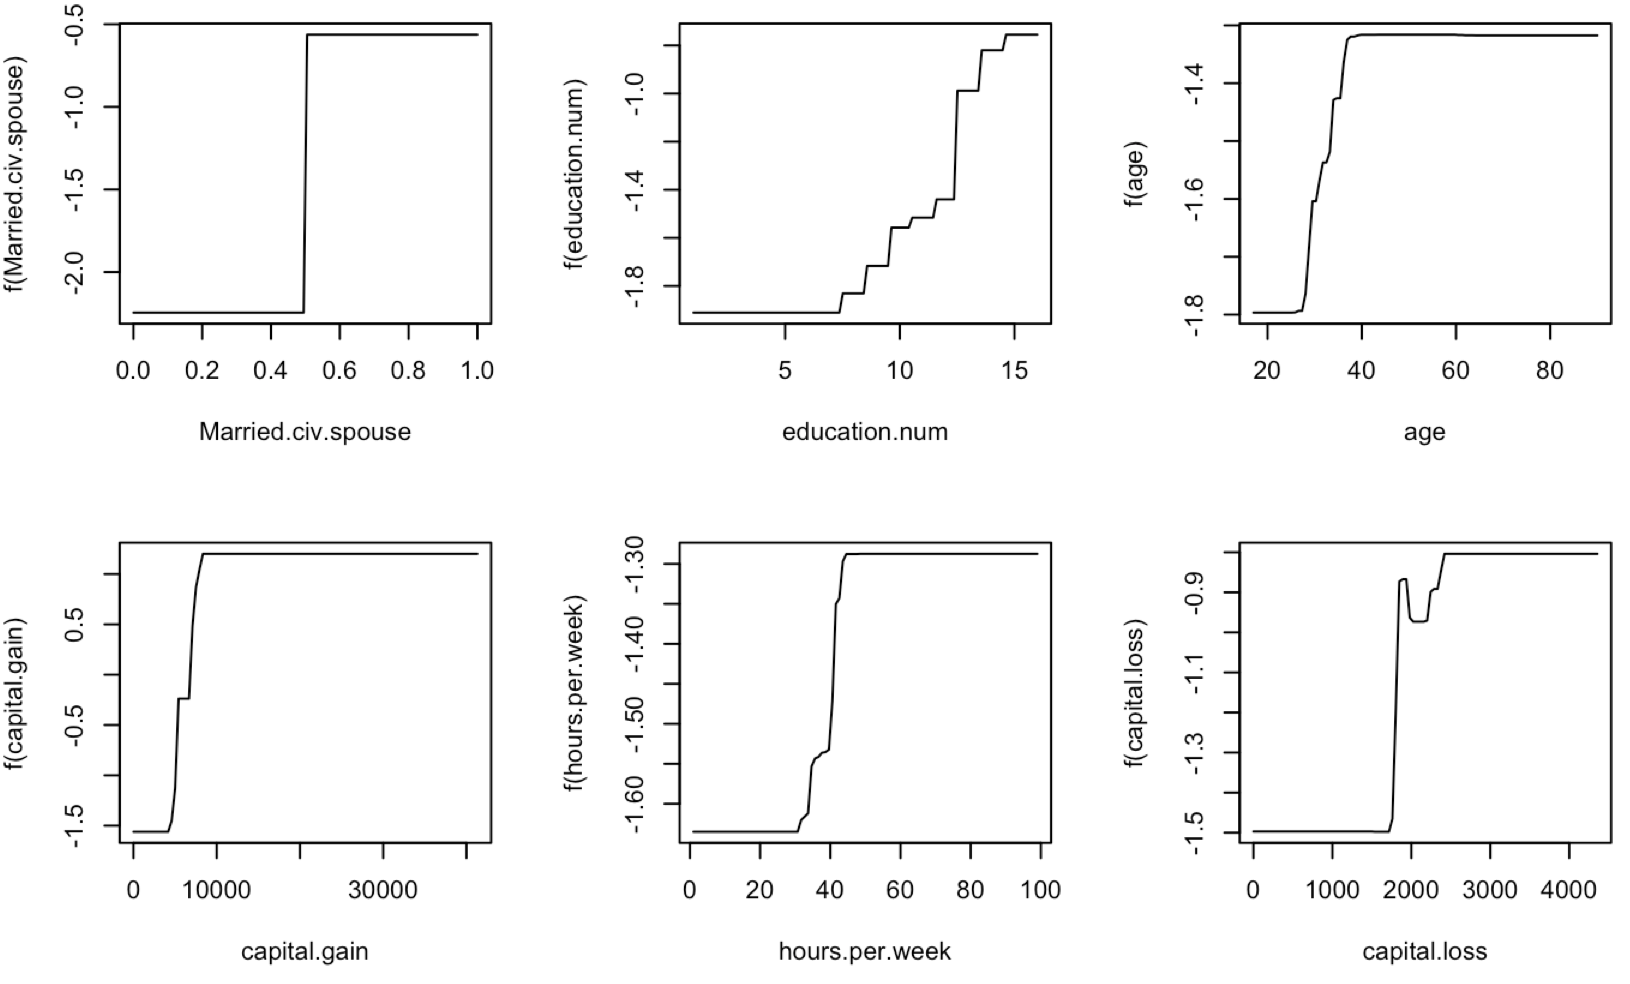 f(Married.civ.spouse)
-0.5
-1.0
-1.5
-2.0
0.0 0.2 0.4 0.6 0.8 1.0
Married.civ.spouse
f(education.num)
-1.0
-1.4
-1.8
5 10 15
education.num
f(age)
-1.4
-1.6
-1.8
20 40 60 80
age
f(capital.gain)
0.5
-0.5
-1.5
0 10000 30000
capital.gain
f(hours.per.week)
-1.30
-1.40
-1.50
-1.60
0 20 40 60 80 100
hours.per.week
f(capital.loss)
-0.9
-1.1
-1.3
-1.5
0 1000 2000 3000 4000
capital.loss